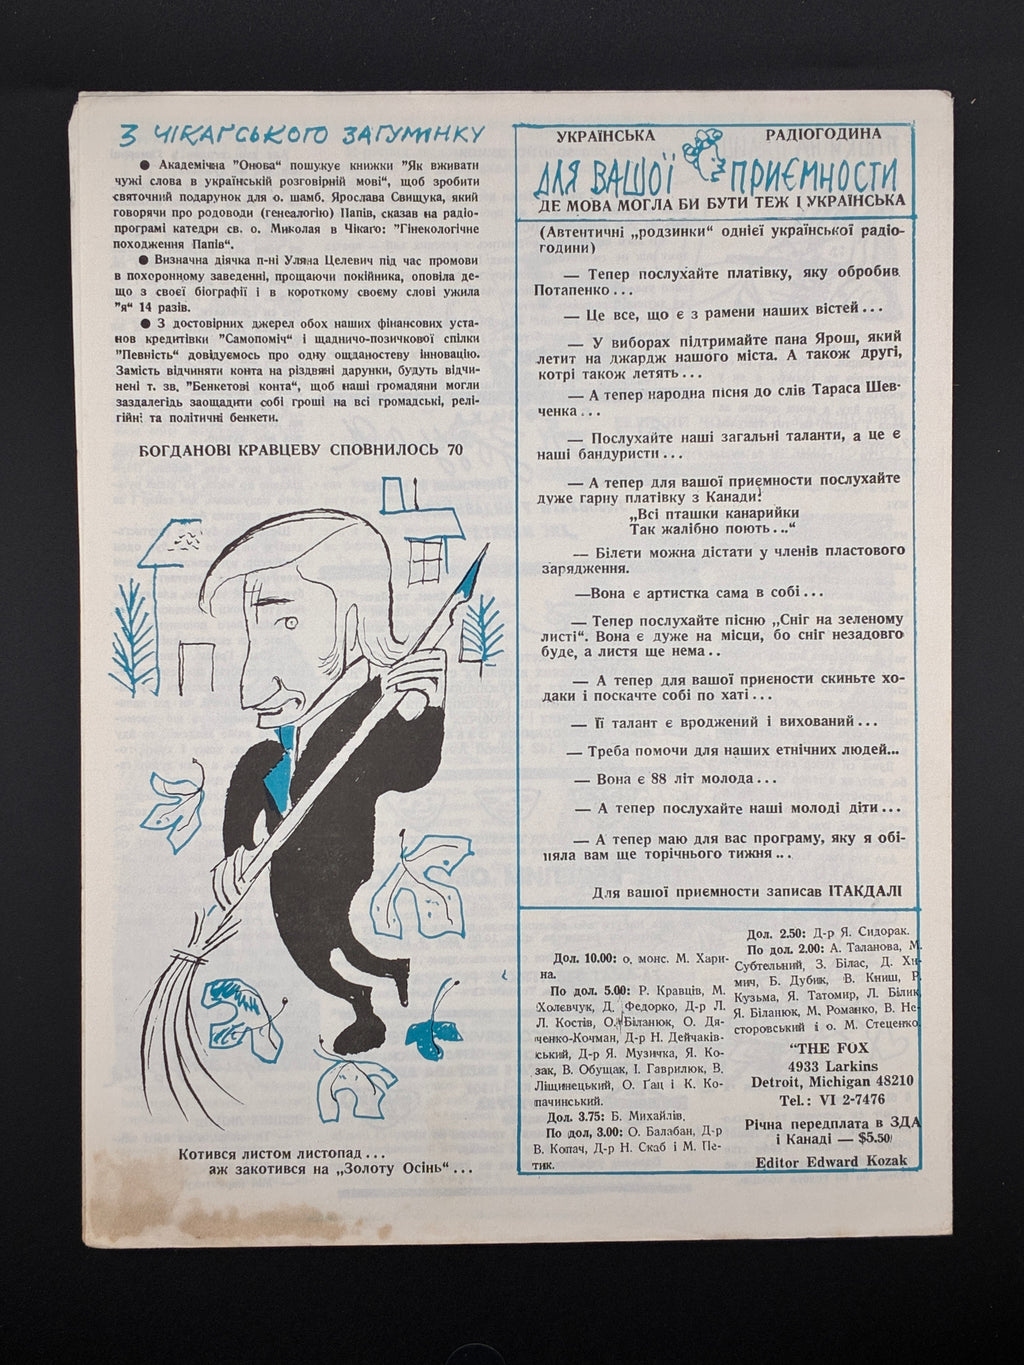 З ЧІКАҐСЬКОГО ЗАГУМІНКУ
● Академічна "Онова" пошукує книжки "Як вживати
чужі слова в українській розговірній мові", щоб зробити
святочний подарунок для о. шамб. Ярослава Свищука, який
говорячи про родоводи (генеалогію) Папів, сказав на радіо-
програмі катедри св. о. Миколая в Чікаґо: "Гінекологічне
походження Папів".
● Визначна діячка п-ні Уляна Целевич під час промови
в похоронному заведенні, прощаючи покійника, оповіла де-
що з своєї біографії і в короткому своєму слові ужила
"я" 14 разів.
● З достовірних джерел обох наших фінансових уста-
нов кредитівки "Самопоміч" і щаднично-позичкової спілки
"Певність" довідуємось про одну ощданостеву інновацію.
Замість відчиняти конта на різдвяні дарунки, будуть відчи-
нені т. зв. "Бенкетові конта", щоб наші громадяни могли
заздалегідь заощадити собі гроші на всі громадські, релі-
гійні та політичні бенкети.
БОГДАНОВІ КРАВЦЕВУ СПОВНИЛОСЬ 70
Котився листом листопад...
аж закотився на „Золоту Осінь"...
УКРАЇНСЬКА РАДІОГОДИНА
ДЛЯ ВАШОЇ ПРИЄМНОСТИ
ДЕ МОВА МОГЛА БИ БУТИ ТЕЖ І УКРАЇНСЬКА
(Автентичні „родзинки" однієї української радіо-
години)
— Тепер послухайте платівку, яку обробив
Потапенко...
— Це все, що є з рамени наших вістей...
— У виборах підтримайте пана Ярош, який
летит на джардж нашого міста. А також другі,
котрі також летять...
— А тепер народна пісня до слів Тараса Шев-
ченка...
— Послухайте наші загальні таланти, а це є
наші бандуристи...
— А тепер для вашої приємности послухайте
дуже гарну платівку з Канади!
„Всі пташки канарийки
Так жалібно поють..."
— Білєти можна дістати у членів пластового
зарядження.
—Вона є артистка сама в собі...
— Тепер послухайте пісню „Сніг на зеленому
листі". Вона є дуже на місци, бо сніг незадовго
буде, а листя ще нема..
— А тепер для вашої приєности скиньте хо-
даки і поскачте собі по хаті...
— Її талант є вроджений і вихований...
— Треба помочи для наших етнічних людей...
— Вона є 88 літ молода...
— А тепер послухайте наші молоді діти...
— А тепер маю для вас програму, яку я обі-
цяла вам ще торічнього тижня...
Для вашої приємности записав ІТАКДАЛІ
Дол. 10.00: о. монс. М. Хари-
на.
По дол. 5.00: Р. Кравців, М.
Холевчук, Д. Федорко, Д-р Л.
Л. Костів, О. Біланюк, О. Дя-
ченко-Кочман, Д-р Н. Дейчаків-
ський, Д-р Я. Музичка, Я. Ко-
зак, В. Обущак, І. Гаврилюк, В.
Ліщинецький, О. Ґац і К. Ко-
пачинський.
Дол. 3.75: Б. Михайлів,
По дол, 3.00: О. Балабан, Д-р
В. Копач, Д-р Н. Скаб і М. Пе-
тик.
Дол. 2.50: Д-р Я. Сидорак.
По дол. 2.00: А. Таланова, М.
Субтельний, З. Білас, Д. Хи-
мич, Б. Дубик, В. Книш, Р.
Кузьма, Я. Татомир, Л. Білик,
Я. Біланюк, М. Романко, В. Не-
сторовський і о. М. Стеценко.
"THE FOX
4933 Larkins
Detroit, Michigan 48210
Tel.: VI 2-7476
Річна передплата в ЗДА
і Канаді — $5.50
Editor Edward Kozak